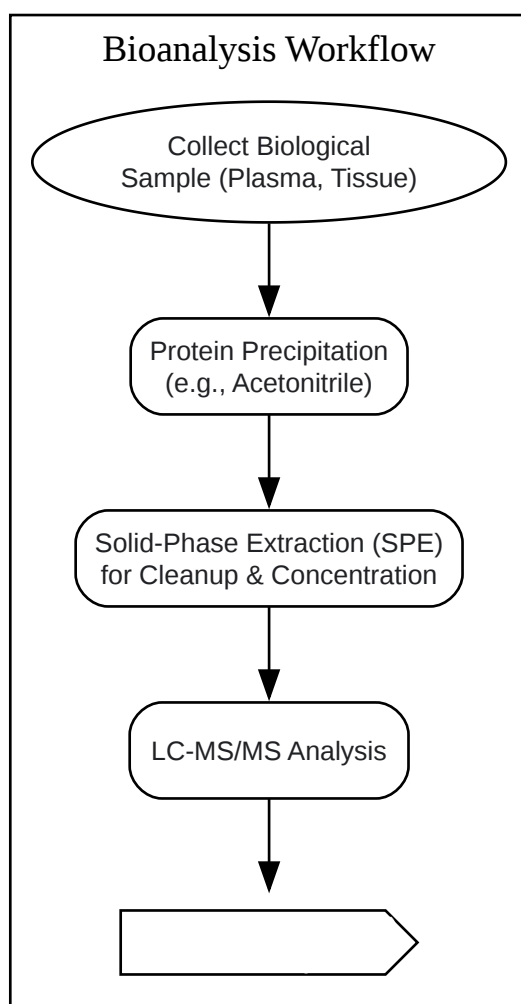 Bioanalysis Workflow
Collect Biological
Sample (Plasma, Tissue)
Protein Precipitation
(e.g., Acetonitrile)
Solid-Phase Extraction (SPE)
for Cleanup & Concentration
LC-MS/MS Analysis